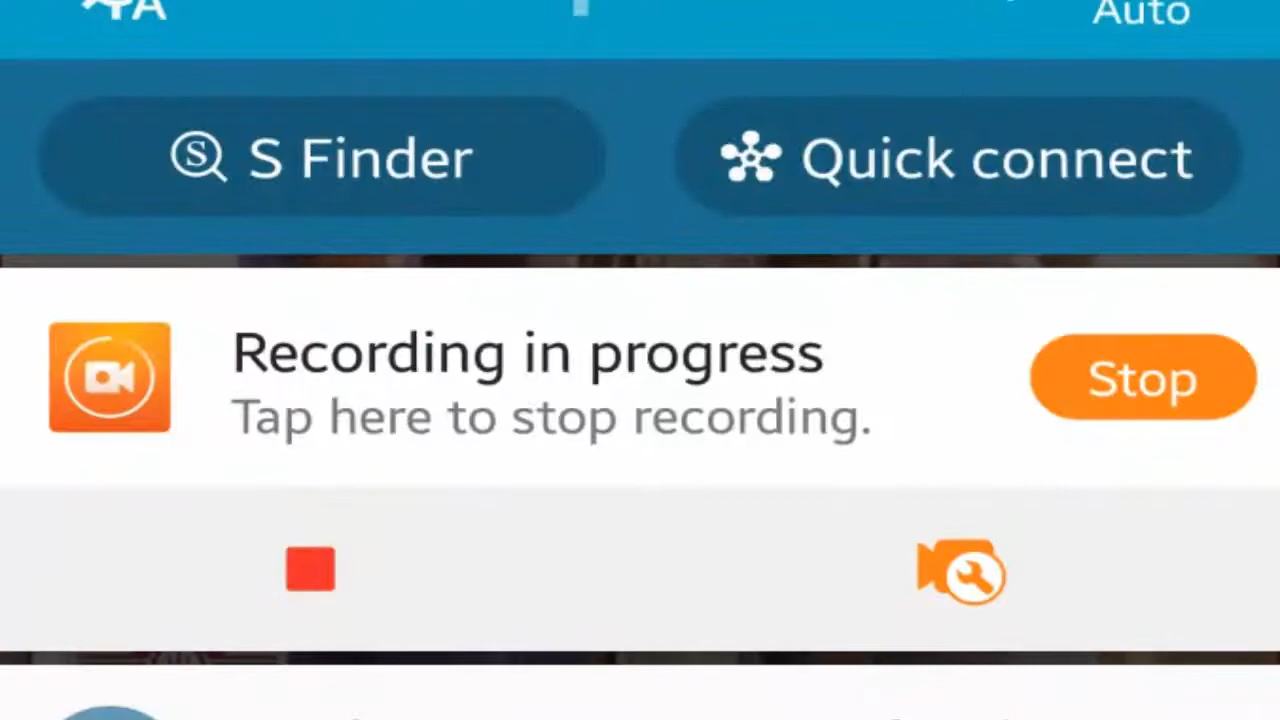 A
Auto
S Finder
Quick connect
Recording in progress
Tap here to stop recording.
Stop